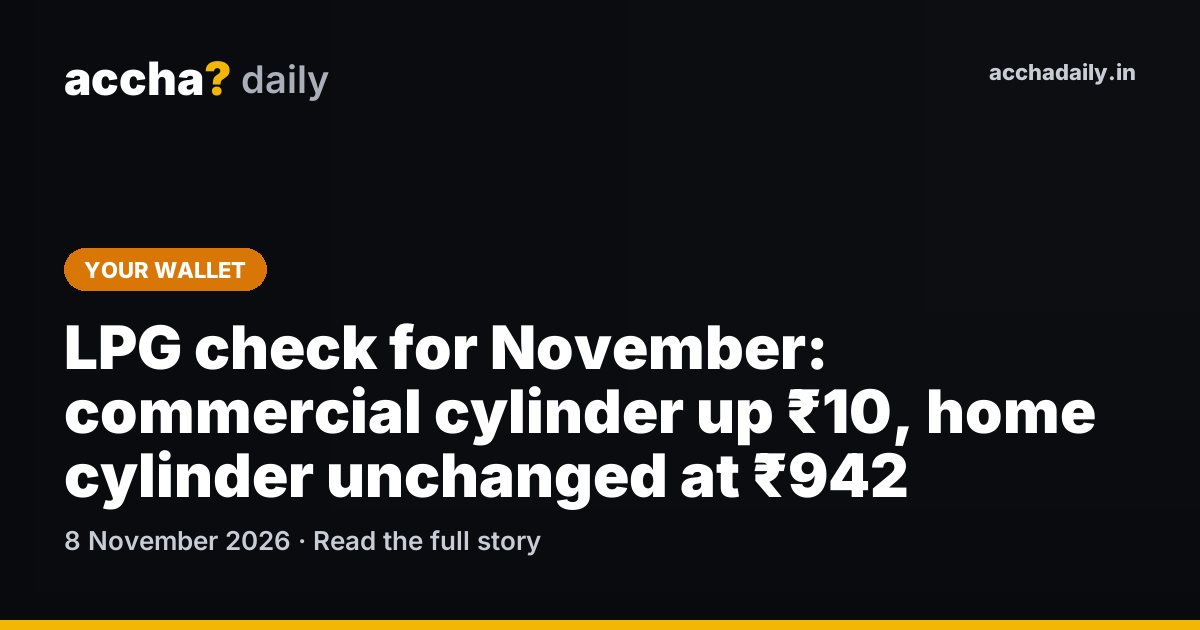 accha? daily
acchadaily.in
YOUR WALLET
LPG check for November:
commercial cylinder up ₹10, home
cylinder unchanged at ₹942
8 November 2026 · Read the full story